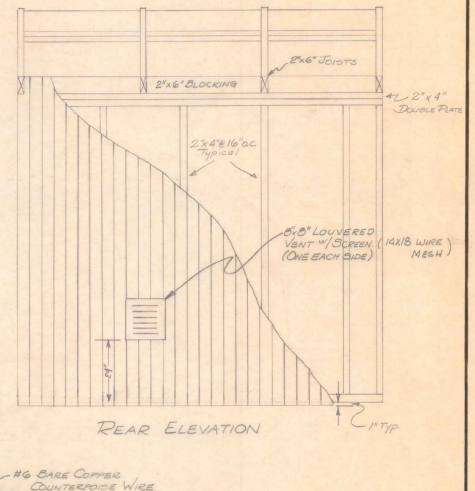 2"x6" JOISTS
2"x6" BLOCKING
2"x4"
DOUBLE PLATE
2"x4"@16"o.c.
Typical
8"x8" LOUVERED
VENT W/SCREEN (14X18 WIRE
(ONE EACH SIDE) MESH)
24"
1" TYP.
REAR ELEVATION
#6 BARE COPPER
COUNTERPOISE WIRE